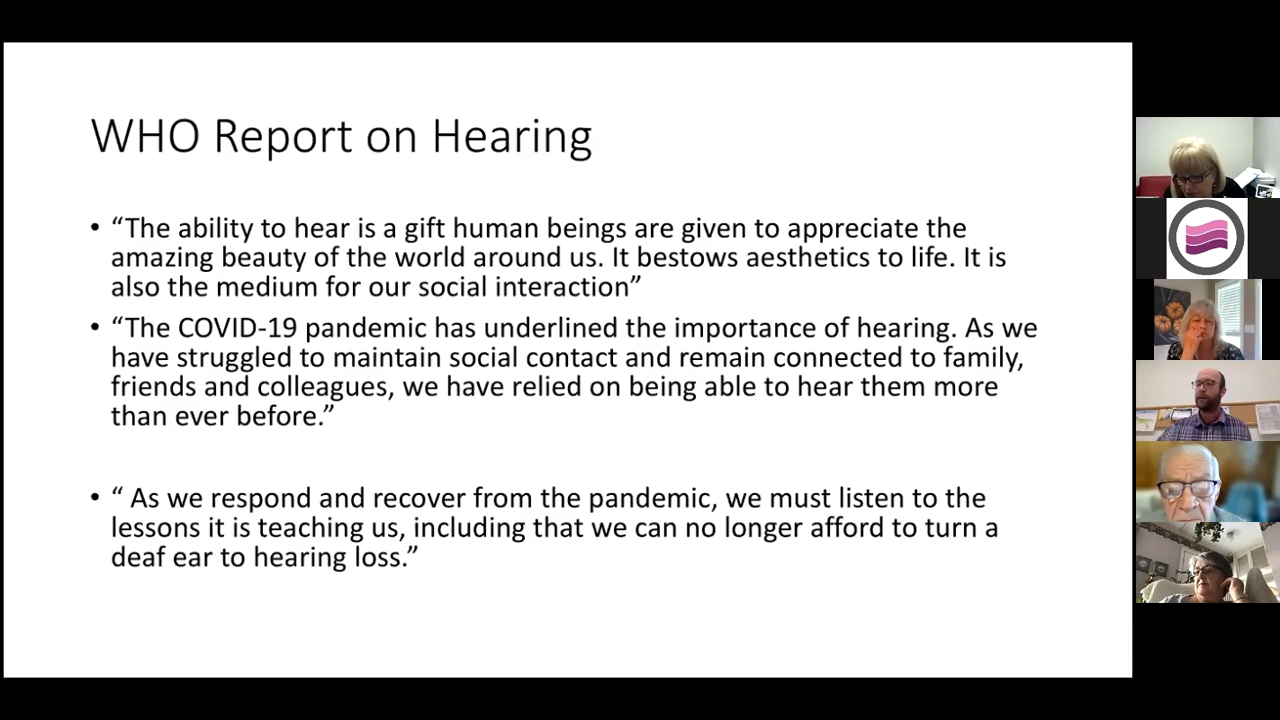 WHO Report on Hearing
• “The ability to hear is a gift human beings are given to appreciate the
amazing beauty of the world around us. It bestows aesthetics to life. It is
also the medium for our social interaction”
• “The COVID-19 pandemic has underlined the importance of hearing. As we
have struggled to maintain social contact and remain connected to family,
friends and colleagues, we have relied on being able to hear them more
than ever before.”
• “ As we respond and recover from the pandemic, we must listen to the
lessons it is teaching us, including that we can no longer afford to turn a
deaf ear to hearing loss.”